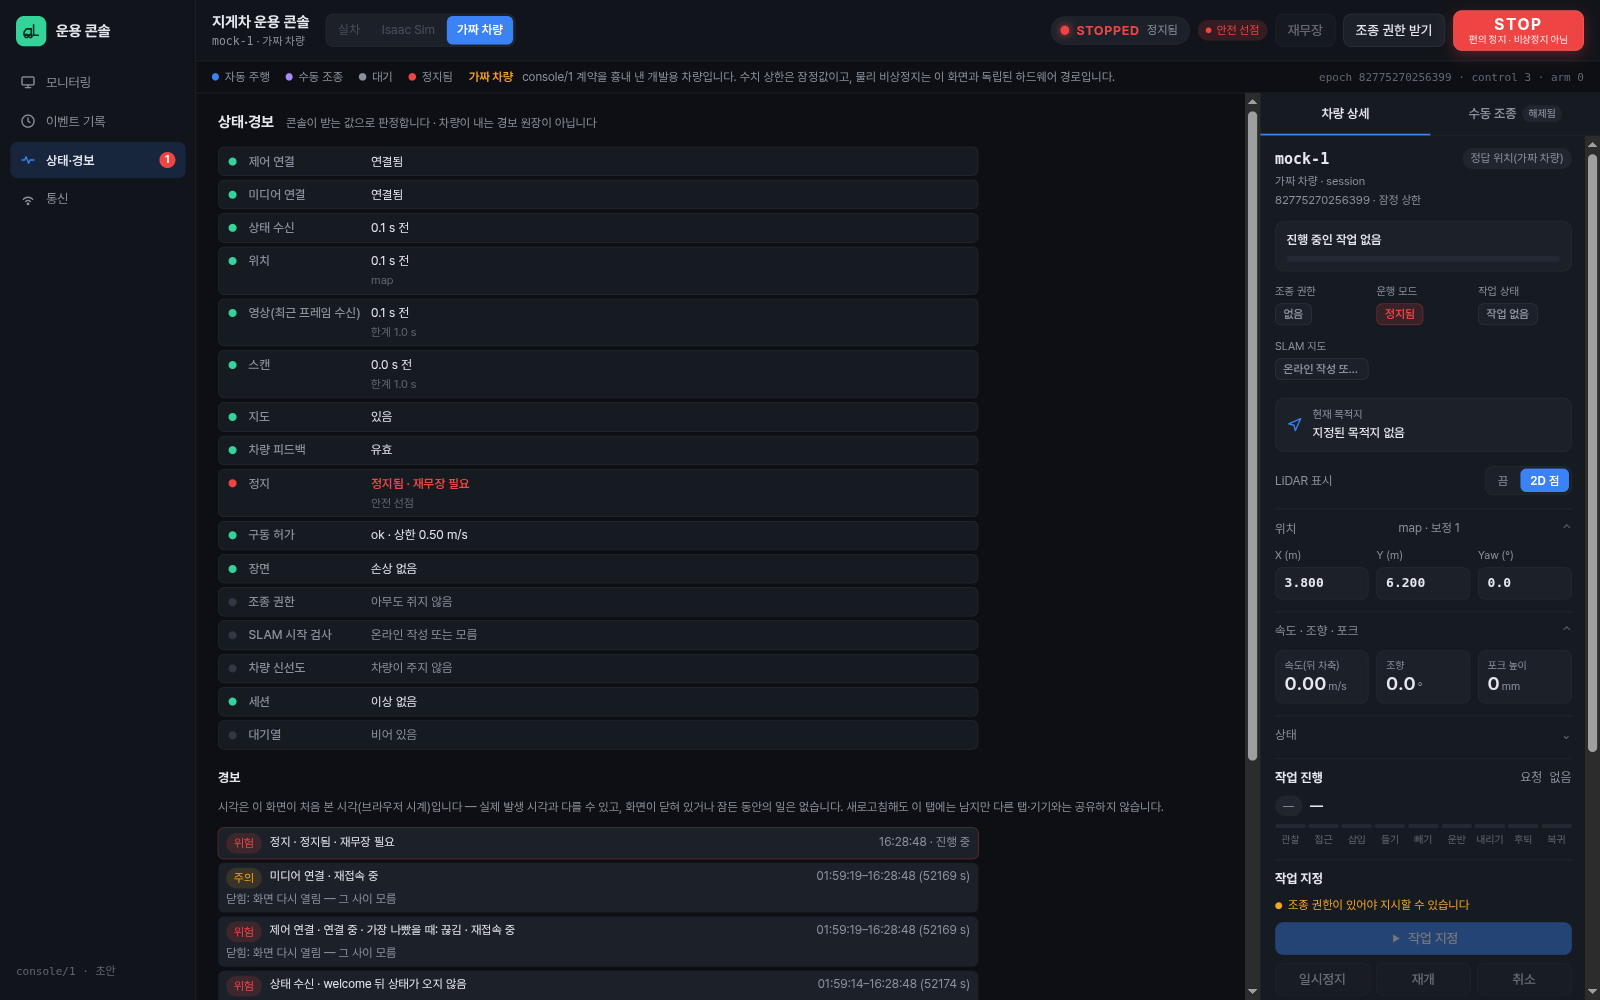 운용 콘솔
모니터링
이벤트 기록
상태·경보 1
통신
console/1 · 초안
지게차 운용 콘솔
mock-1 · 가짜 차량
실차 Isaac Sim 가짜 차량
STOPPED 정지됨
안전 선점
재무장
조종 권한 받기
STOP
편의 정지 · 비상정지 아님
자동 주행 수동 조종 대기 정지됨 가짜 차량 console/1 계약을 흉내 낸 개발용 차량입니다. 수치 상한은 잠정값이고, 물리 비상정지는 이 화면과 독립된 하드웨어 경로입니다.
epoch 82775270256399 · control 3 · arm 0
상태·경보 콘솔이 받는 값으로 판정합니다 · 차량이 내는 경보 원장이 아닙니다
제어 연결 연결됨
미디어 연결 연결됨
상태 수신 0.1 s 전
위치 0.1 s 전
map
영상(최근 프레임 수신) 0.1 s 전
한계 1.0 s
스캔 0.0 s 전
한계 1.0 s
지도 있음
차량 피드백 유효
정지 정지됨 · 재무장 필요
안전 선점
구동 허가 ok · 상한 0.50 m/s
장면 손상 없음
조종 권한 아무도 쥐지 않음
SLAM 시작 검사 온라인 작성 또는 모름
차량 신선도 차량이 주지 않음
세션 이상 없음
대기열 비어 있음
경보
시각은 이 화면이 처음 본 시각(브라우저 시계)입니다 — 실제 발생 시각과 다를 수 있고, 화면이 닫혀 있거나 잠든 동안의 일은 없습니다. 새로고침해도 이 탭에는 남지만 다른 탭·기기와는 공유하지 않습니다.
위험 정지 · 정지됨 · 재무장 필요 16:28:48 · 진행 중
주의 미디어 연결 · 재접속 중 01:59:19–16:28:48 (52169 s)
닫힘: 화면 다시 열림 — 그 사이 모름
위험 제어 연결 · 연결 중 · 가장 나빴을 때: 끊김 · 재접속 중 01:59:19–16:28:48 (52169 s)
닫힘: 화면 다시 열림 — 그 사이 모름
위험 상태 수신 · welcome 뒤 상태가 오지 않음 01:59:14–16:28:48 (52174 s)
차량 상세 수동 조종 해제됨
mock-1 정답 위치(가짜 차량)
가짜 차량 · session
82775270256399 · 잠정 상한
진행 중인 작업 없음
조종 권한 운행 모드 작업 상태
없음 정지됨 작업 없음
SLAM 지도
온라인 작성 또...
현재 목적지
지정된 목적지 없음
LiDAR 표시 끔 2D 점
위치 map · 보정 1
X (m) Y (m) Yaw (°)
3.800 6.200 0.0
속도 · 조향 · 포크
속도(뒤 차축) 조향 포크 높이
0.00 m/s 0.0 ° 0 mm
상태
작업 진행 요청 없음
— —
관찰 접근 삽입 들기 빼기 운반 내리기 후퇴 복귀
작업 지정
조종 권한이 있어야 지시할 수 있습니다
작업 지정
일시정지 재개 취소